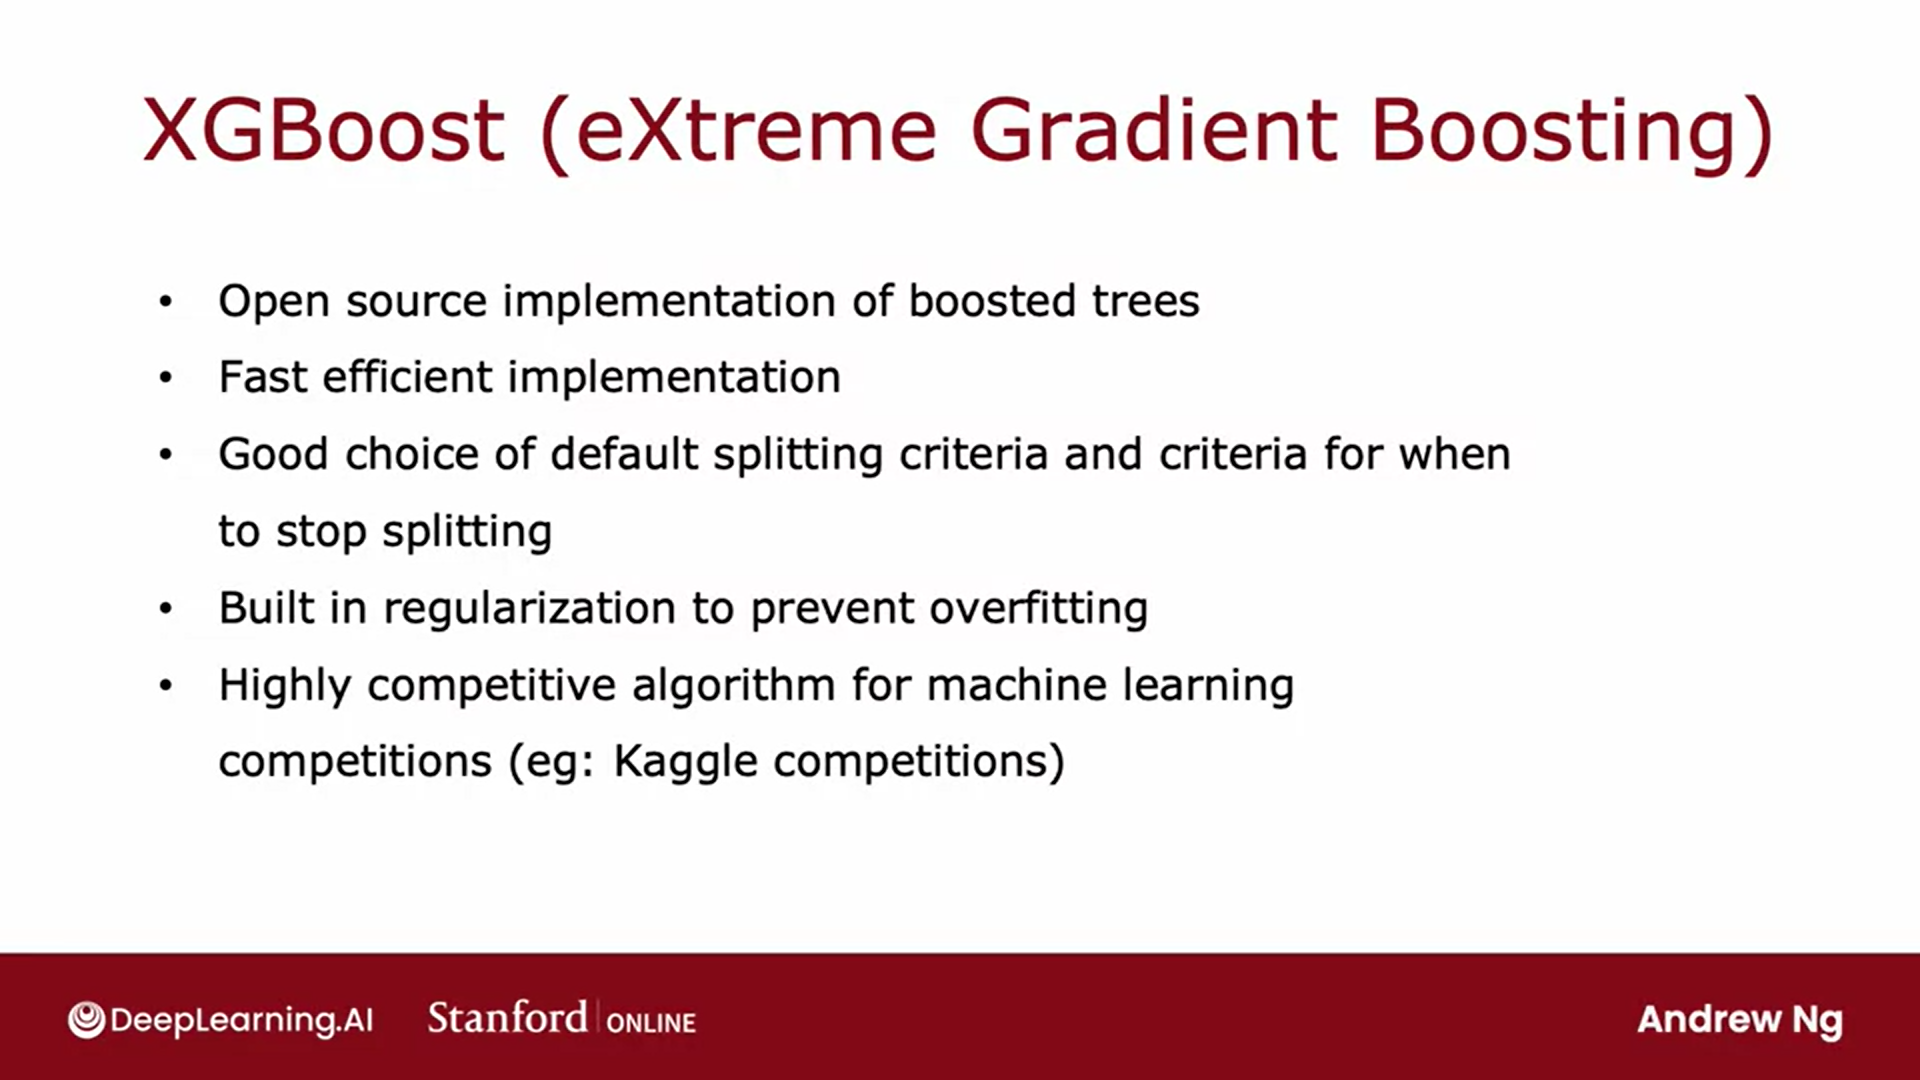 XGBoost (eXtreme Gradient Boosting)
• Open source implementation of boosted trees
• Fast efficient implementation
• Good choice of default splitting criteria and criteria for when
to stop splitting
• Built in regularization to prevent overfitting
• Highly competitive algorithm for machine learning
competitions (eg: Kaggle competitions)
DeepLearning.AI Stanford | ONLINE Andrew Ng